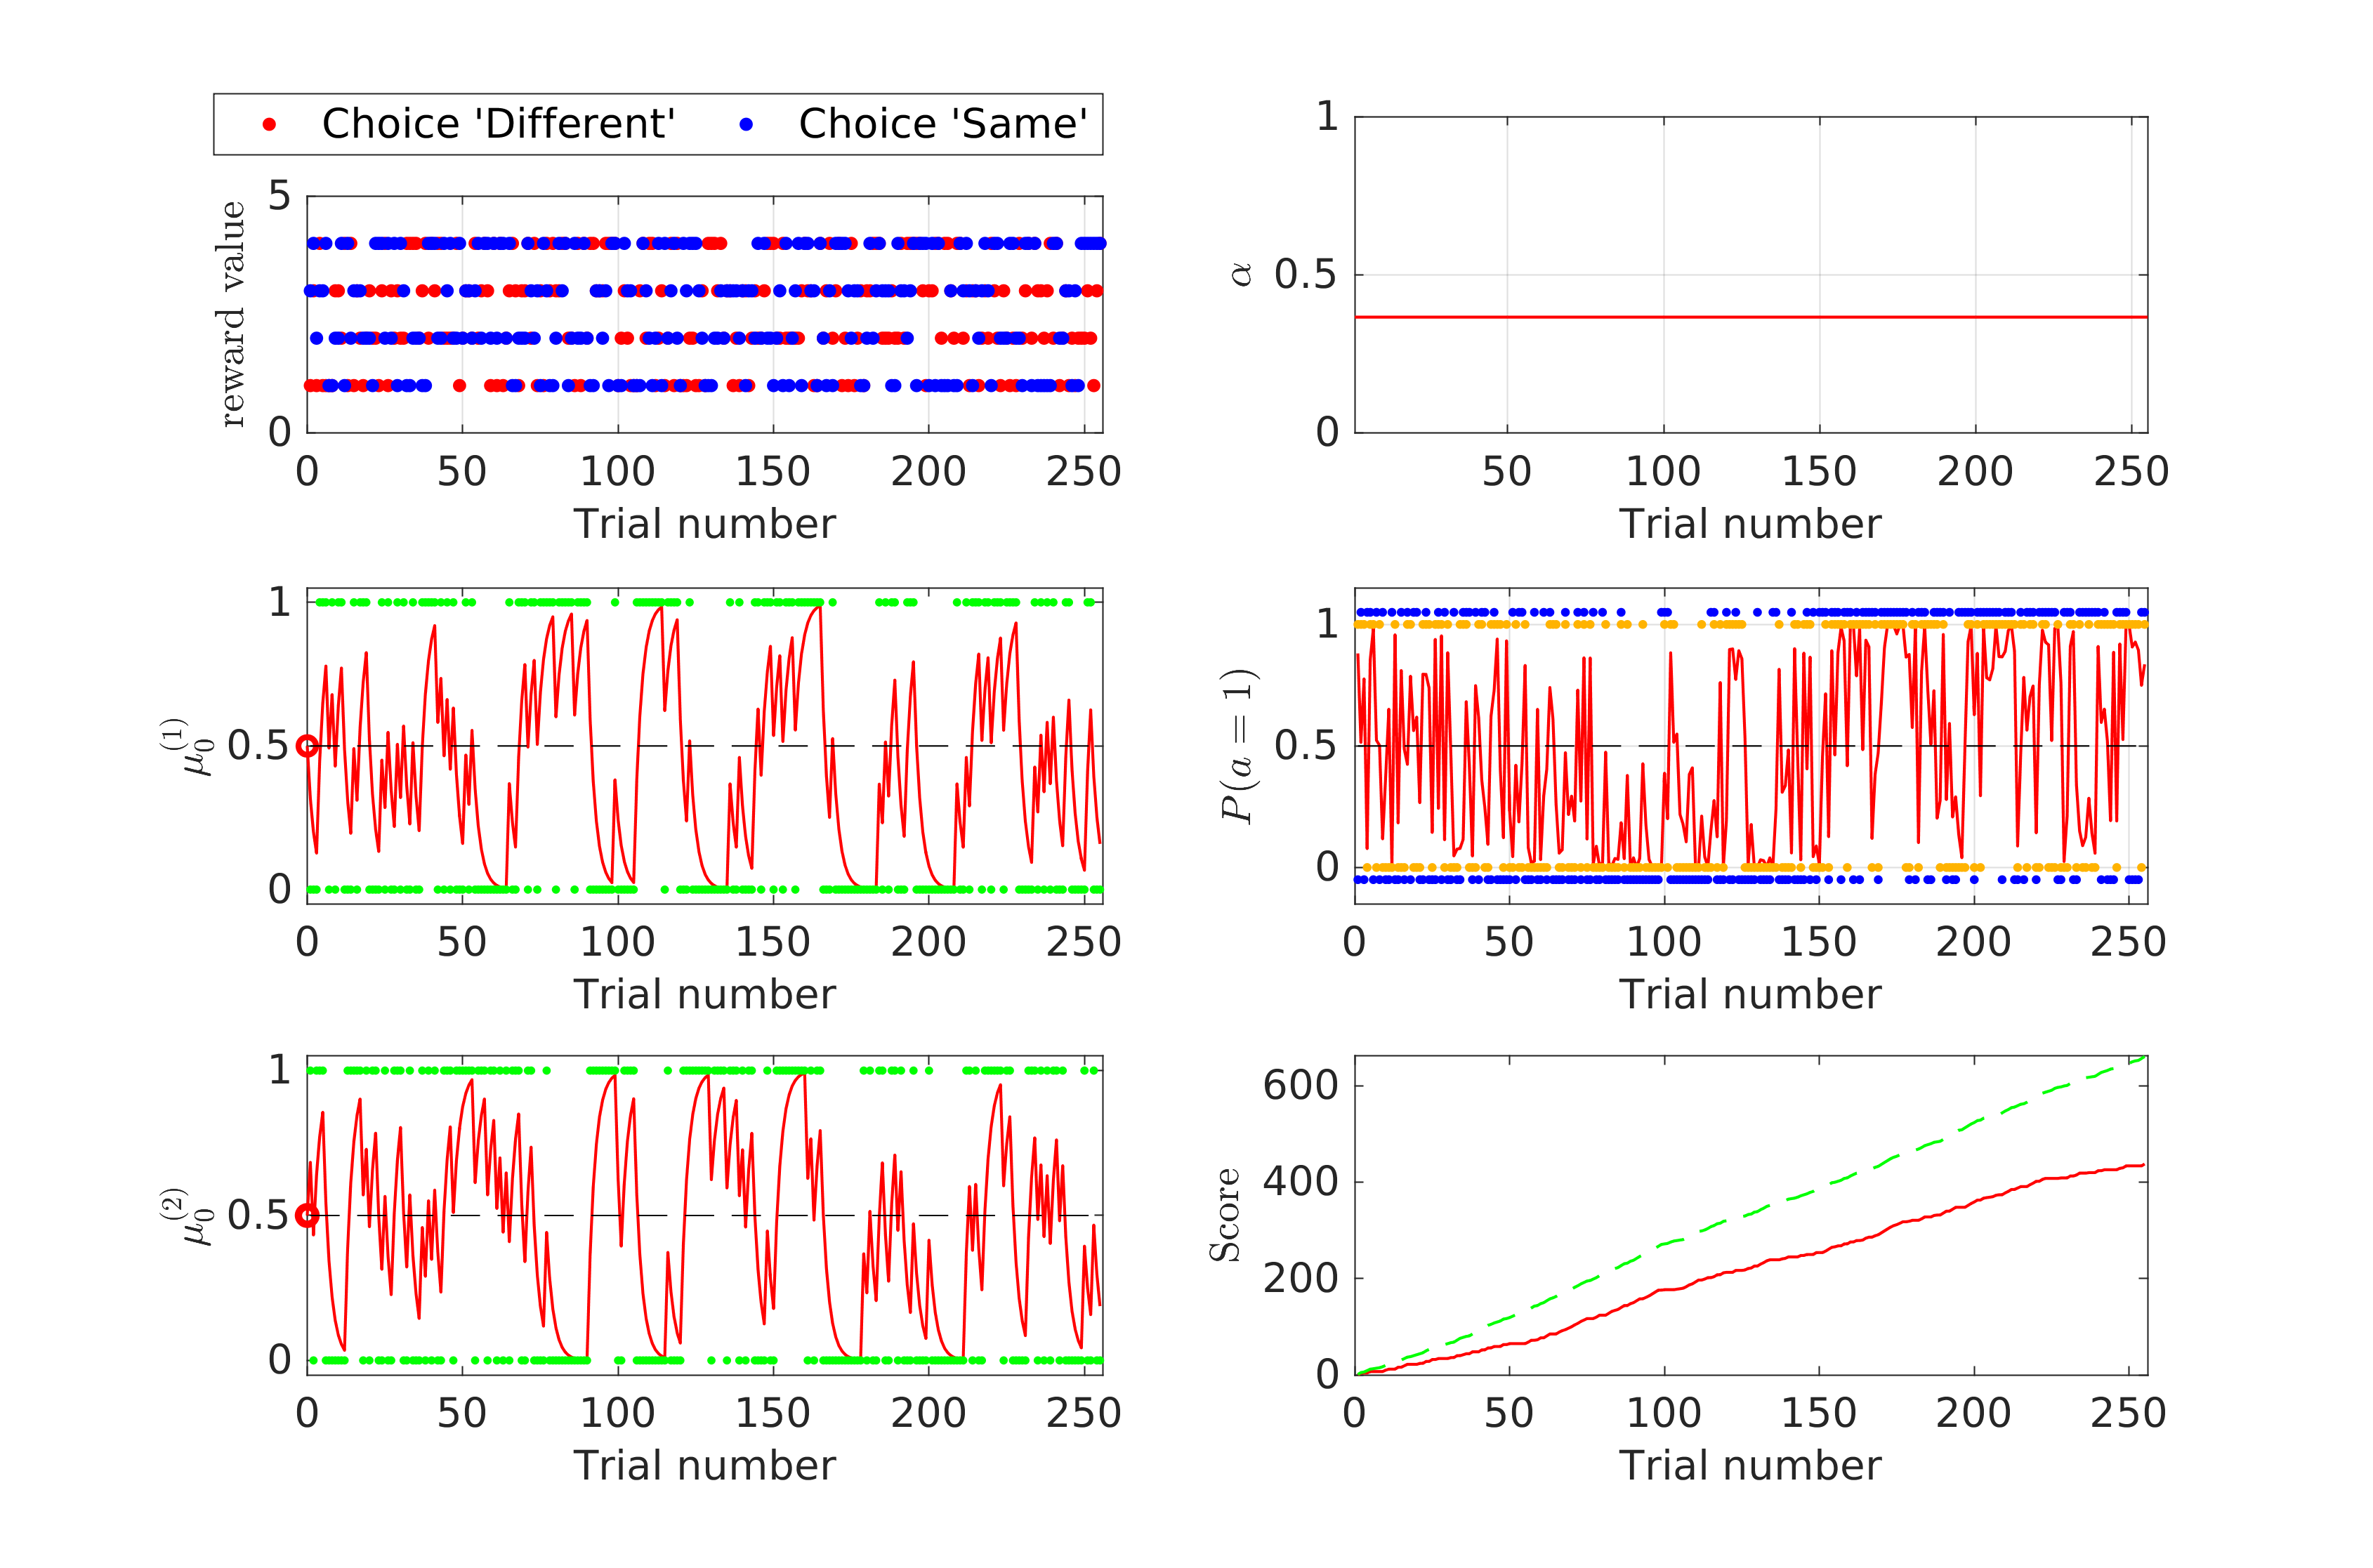 Choice 'Different' Choice 'Same'
5
0
reward value
0 50 100 150 200 250
Trial number
1
0.5
0
α
50 100 150 200 250
Trial number
1
0.5
0
μ₀⁽¹⁾
0 50 100 150 200 250
Trial number
1
0.5
0
P(a = 1)
0 50 100 150 200 250
Trial number
1
0.5
0
μ₀⁽²⁾
0 50 100 150 200 250
Trial number
600
400
200
0
Score
0 50 100 150 200 250
Trial number